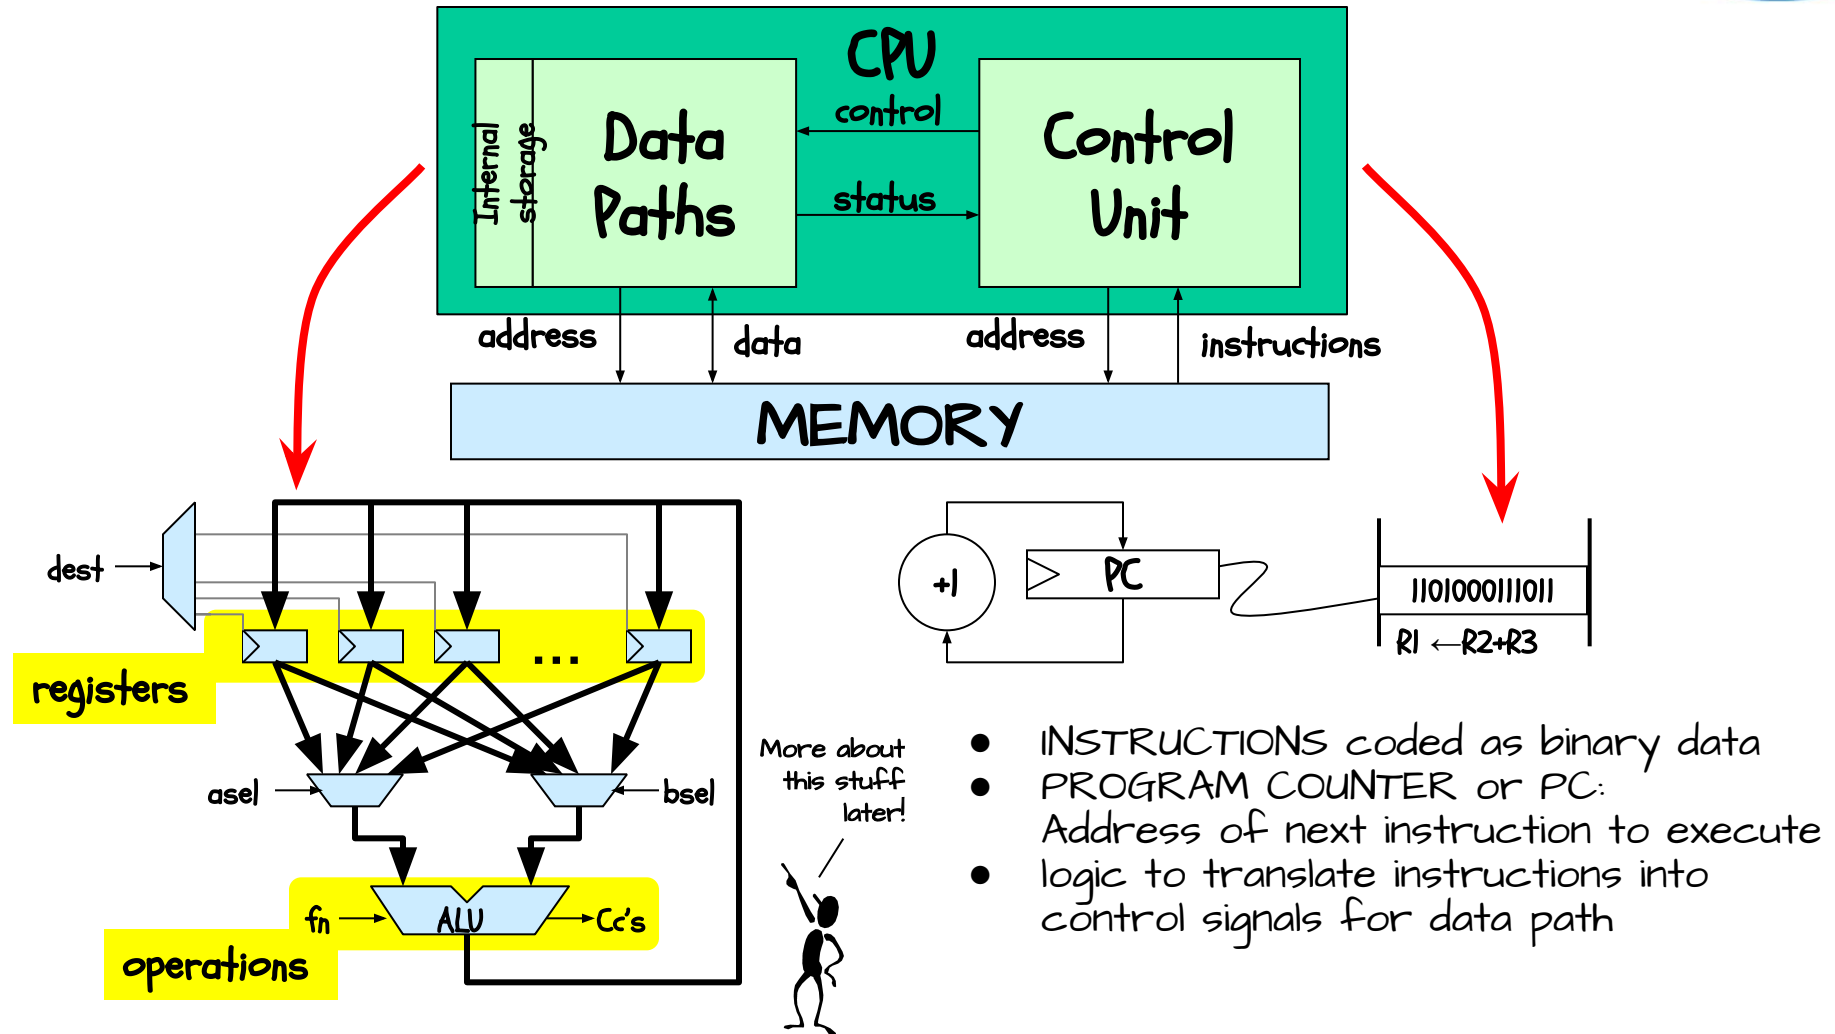 CPU
Internal
storage
Data
Paths
control
status
Control
Unit
address
data
address
instructions
MEMORY
dest
registers
...
asel
bsel
fn
ALU
Cc's
operations
More about
this stuff
later!
+1
PC
1101000111011
R1 ←R2+R3
● INSTRUCTIONS coded as binary data
● PROGRAM COUNTER or PC:
Address of next instruction to execute
● logic to translate instructions into
control signals for data path